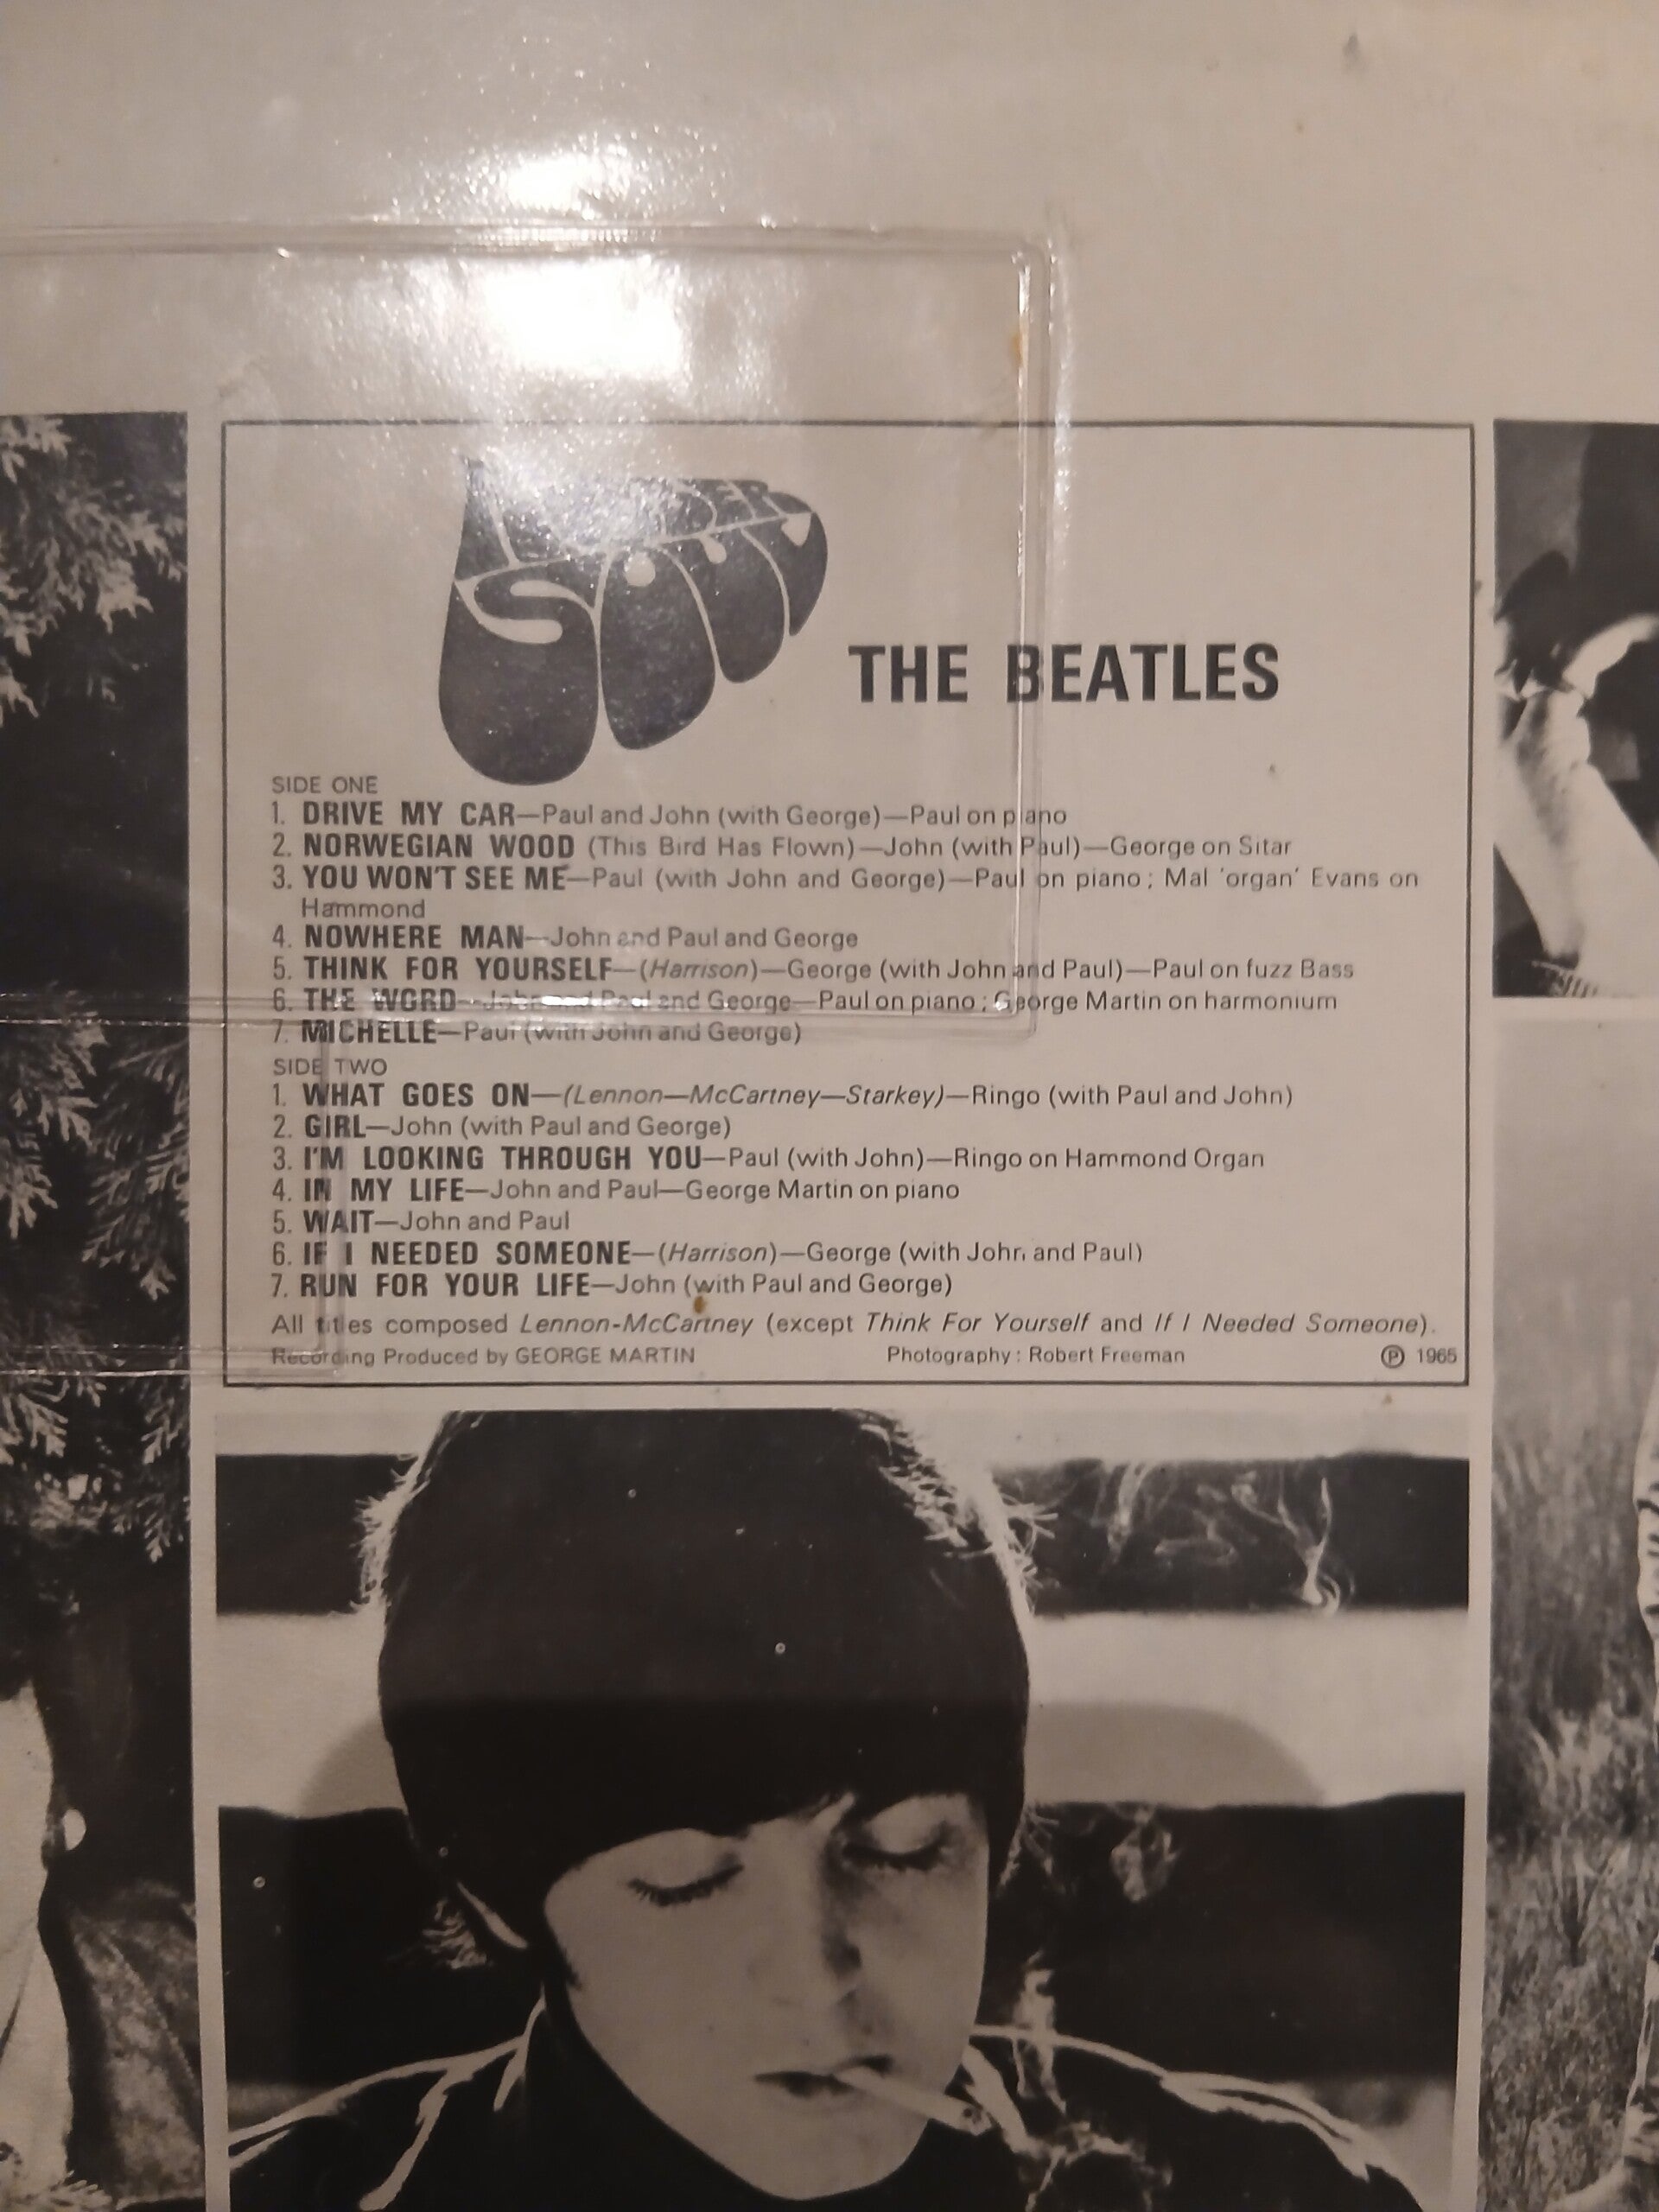 RUBBER
SOUL
THE BEATLES
SIDE ONE
1. DRIVE MY CAR—Paul and John (with George)—Paul on piano
2. NORWEGIAN WOOD (This Bird Has Flown)—John (with Paul)—George on Sitar
3. YOU WON'T SEE ME—Paul (with John and George)—Paul on piano; Mal 'organ' Evans on
Hammond
4. NOWHERE MAN—John and Paul and George
5. THINK FOR YOURSELF—(Harrison)—George (with John and Paul)—Paul on fuzz Bass
6. THE WORD—John and Paul and George—Paul on piano; George Martin on harmonium
7. MICHELLE—Paul (with John and George)
SIDE TWO
1. WHAT GOES ON—(Lennon—McCartney—Starkey)—Ringo (with Paul and John)
2. GIRL—John (with Paul and George)
3. I'M LOOKING THROUGH YOU—Paul (with John)—Ringo on Hammond Organ
4. IN MY LIFE—John and Paul—George Martin on piano
5. WAIT—John and Paul
6. IF I NEEDED SOMEONE—(Harrison)—George (with John and Paul)
7. RUN FOR YOUR LIFE—John (with Paul and George)
All titles composed Lennon-McCartney (except Think For Yourself and If I Needed Someone).
Recording Produced by GEORGE MARTIN Photography: Robert Freeman ℗ 1965